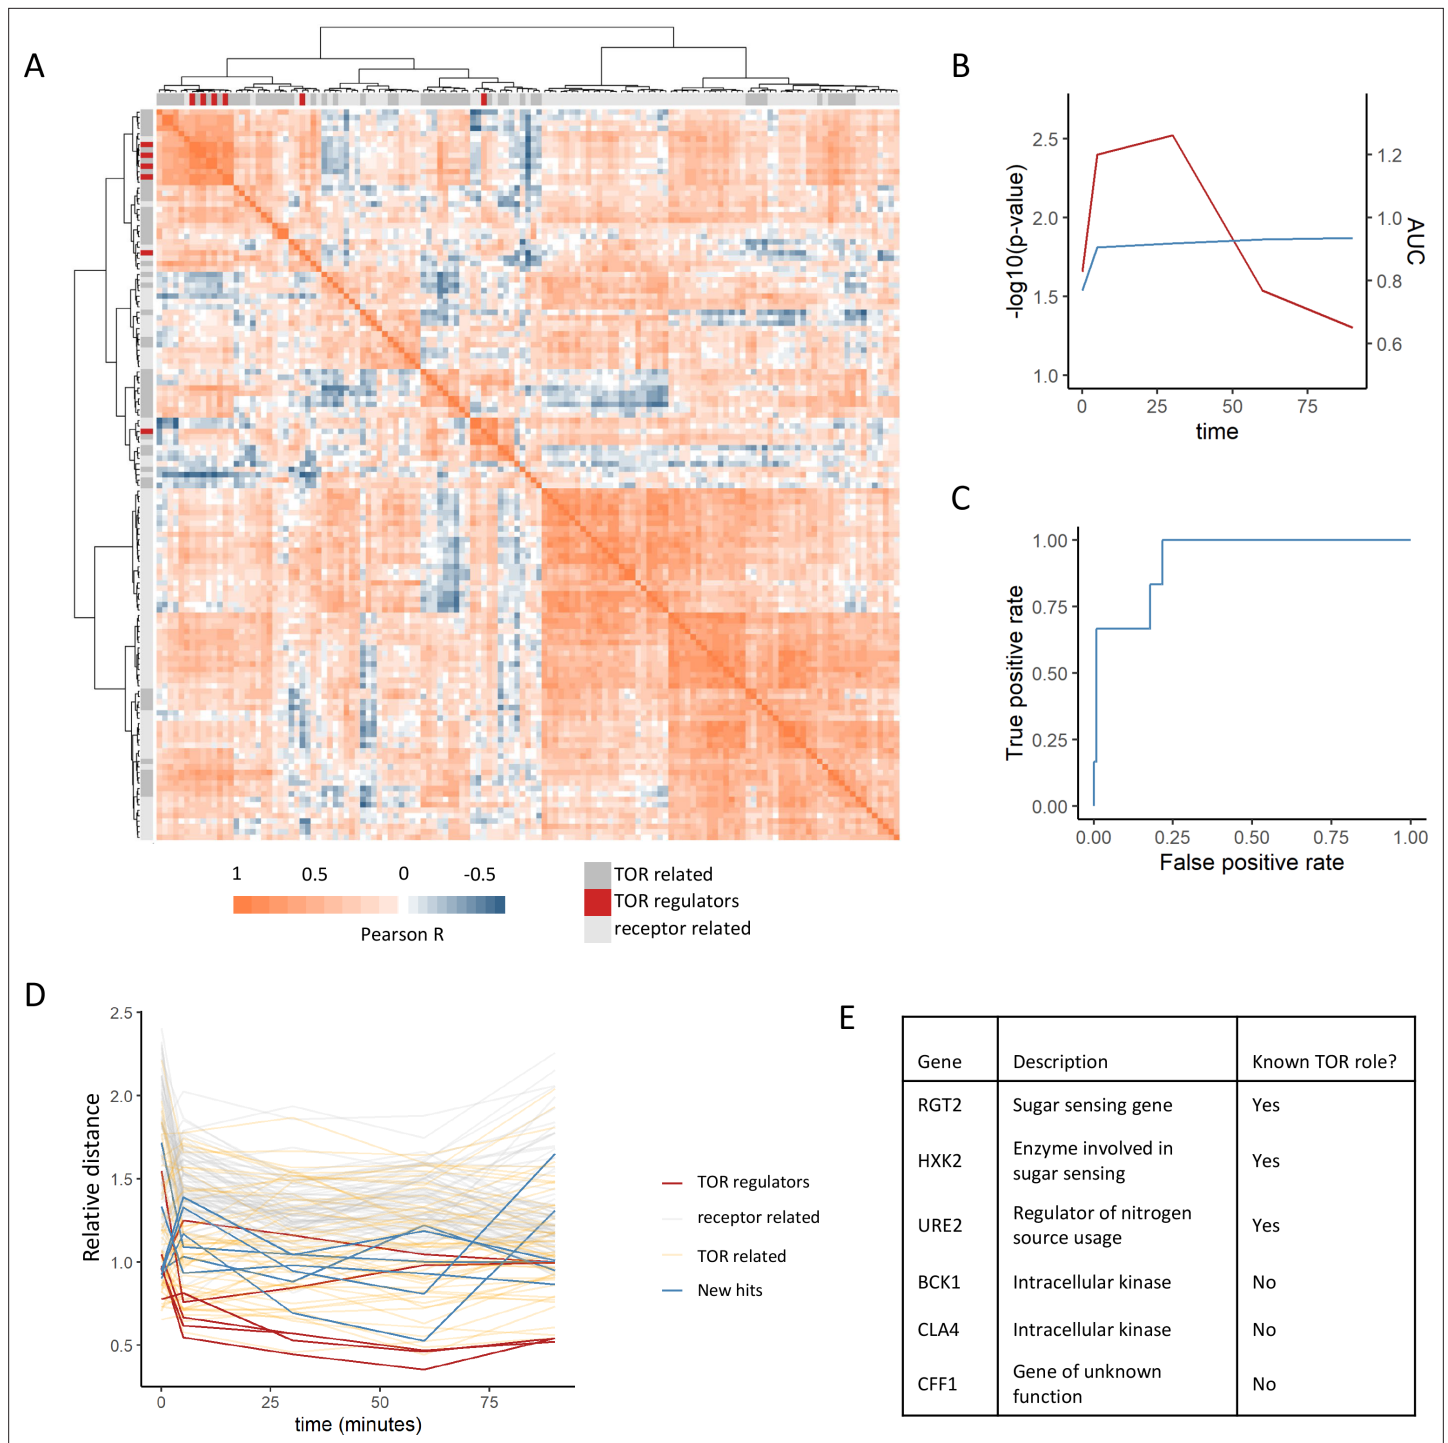 A
1 0.5 0 -0.5
Pearson R
TOR related
TOR regulators
receptor related
B
-log10(p-value)
2.5
2.0
1.5
1.0
1.2
1.0
0.8
0.6
AUC
0 25 50 75
time
C
True positive rate
1.00
0.75
0.50
0.25
0.00
0.00 0.25 0.50 0.75 1.00
False positive rate
D
Relative distance
2.5
2.0
1.5
1.0
0.5
0 25 50 75
time (minutes)
TOR regulators
receptor related
TOR related
New hits
E
Gene Description Known TOR role?
RGT2 Sugar sensing gene Yes
HXK2 Enzyme involved in
sugar sensing Yes
URE2 Regulator of nitrogen
source usage Yes
BCK1 Intracellular kinase No
CLA4 Intracellular kinase No
CFF1 Gene of unknown
function No